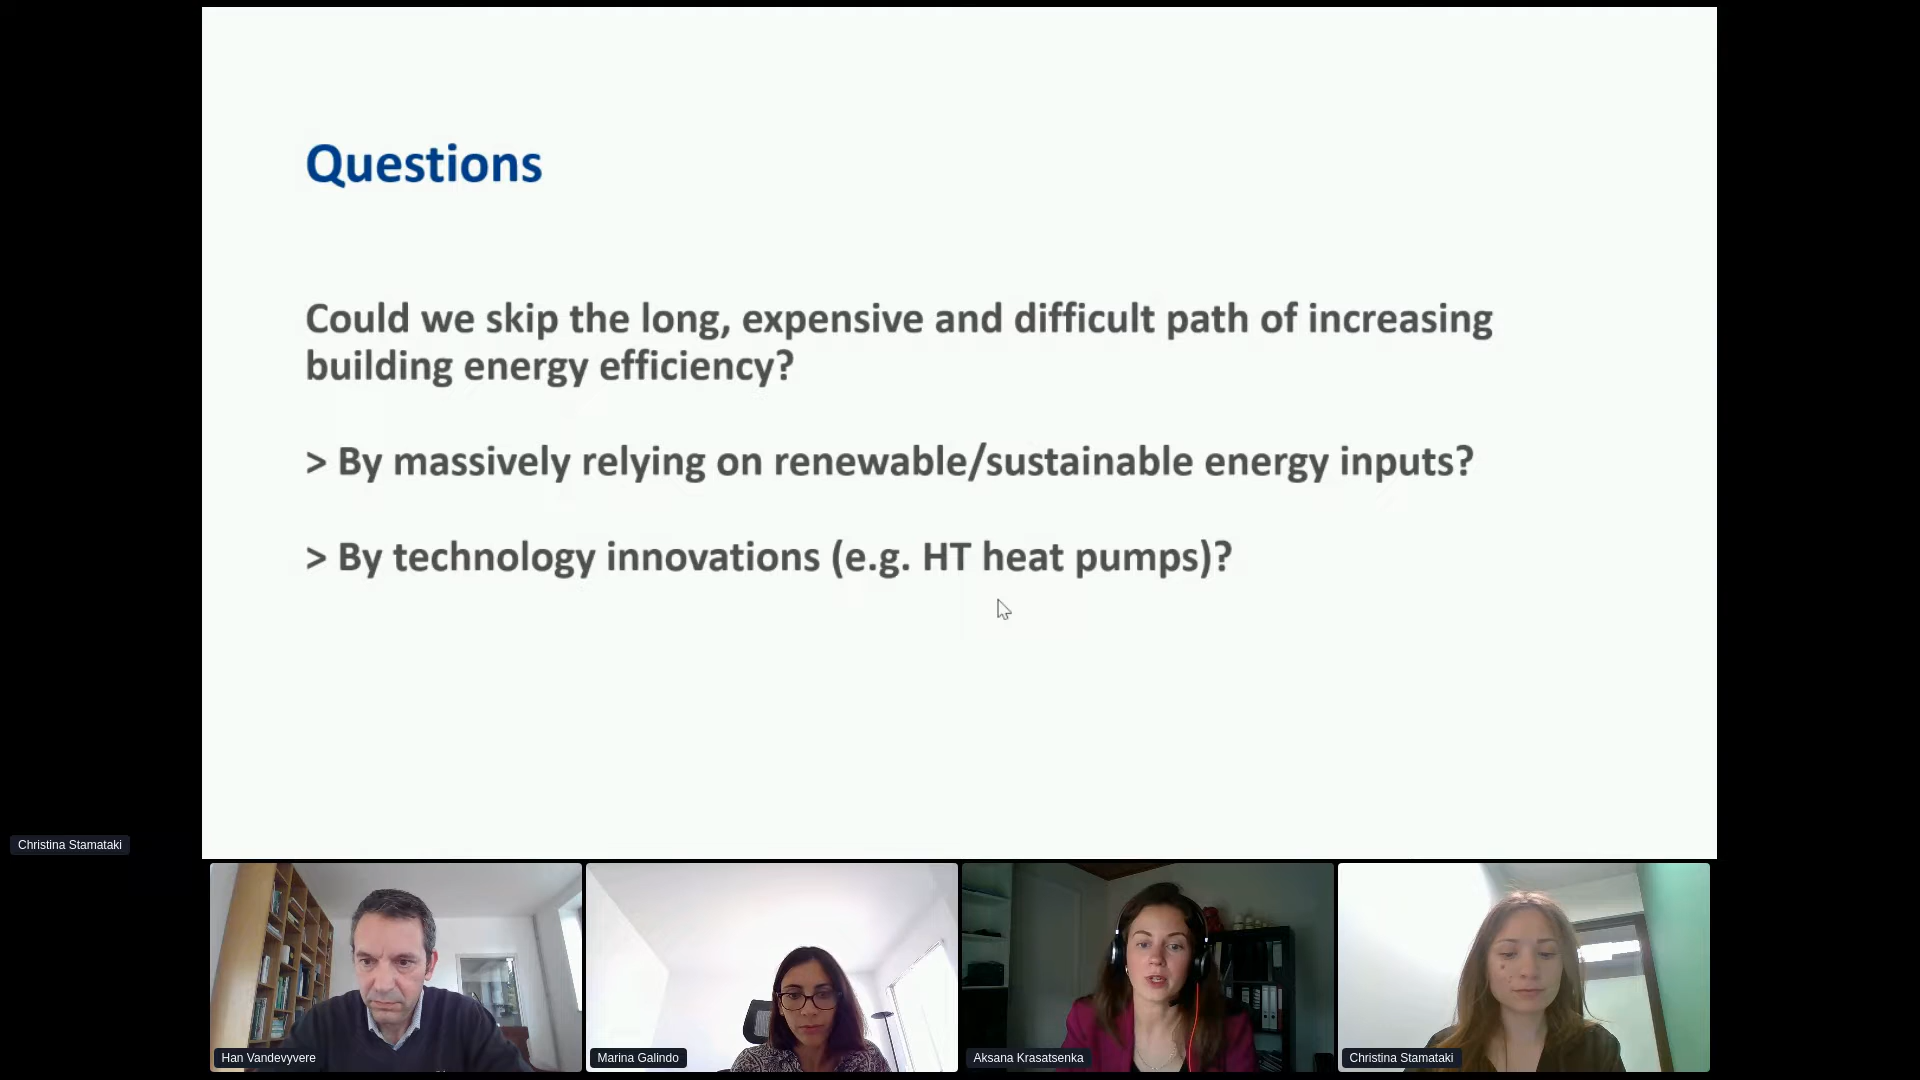 Questions
Could we skip the long, expensive and difficult path of increasing
building energy efficiency?
> By massively relying on renewable/sustainable energy inputs?
> By technology innovations (e.g. HT heat pumps)?
Christina Stamataki
Han Vandevyvere
Marina Galindo
Aksana Krasatsenka
Christina Stamataki